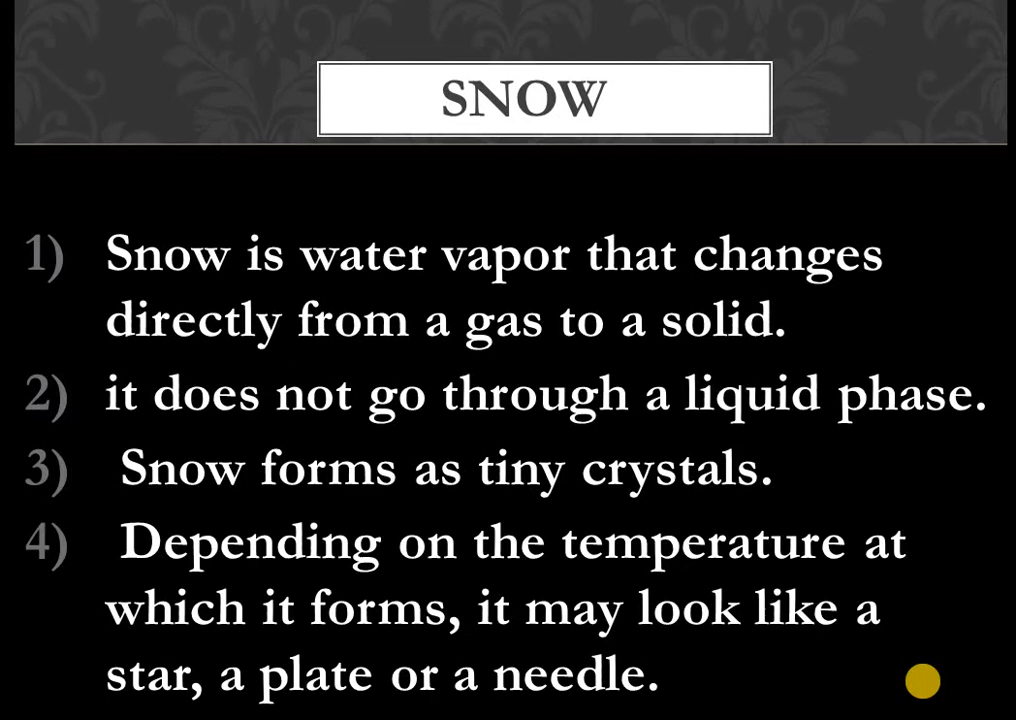 SNOW
1) Snow is water vapor that changes
directly from a gas to a solid.
2) it does not go through a liquid phase.
3) Snow forms as tiny crystals.
4) Depending on the temperature at
which it forms, it may look like a
star, a plate or a needle.